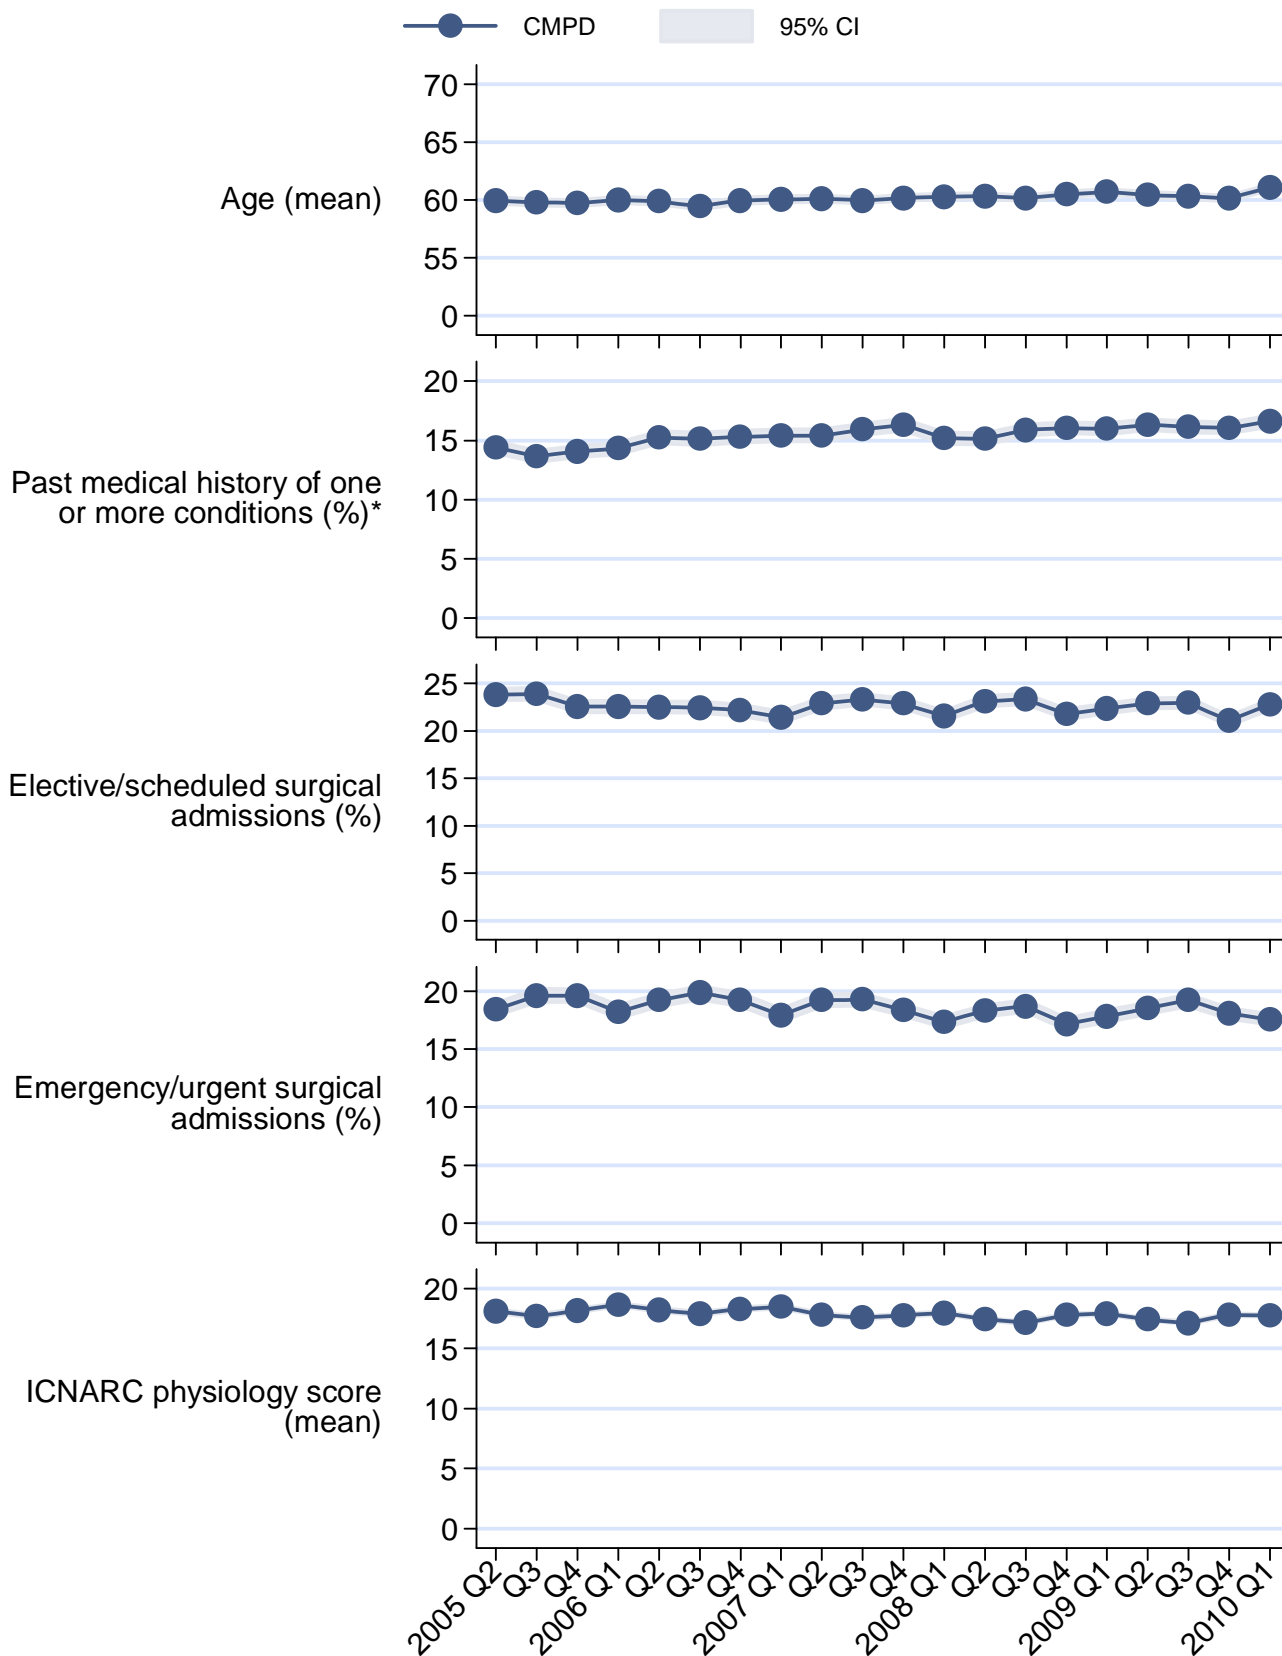 CMPD 95% CI
70
65
Age (mean) 60
55
0
20
15
Past medical history of one
or more conditions (%)*
10
5
0
25
20
15
Elective/scheduled surgical
admissions (%)
10
5
0
20
15
10
Emergency/urgent surgical
admissions (%)
5
0
20
15
10
ICNARC physiology score
(mean)
5
0
2005 Q2 Q3 Q4 2006 Q1 Q2 Q3 Q4 2007 Q1 Q2 Q3 Q4 2008 Q1 Q2 Q3 Q4 2009 Q1 Q2 Q3 Q4 2010 Q1